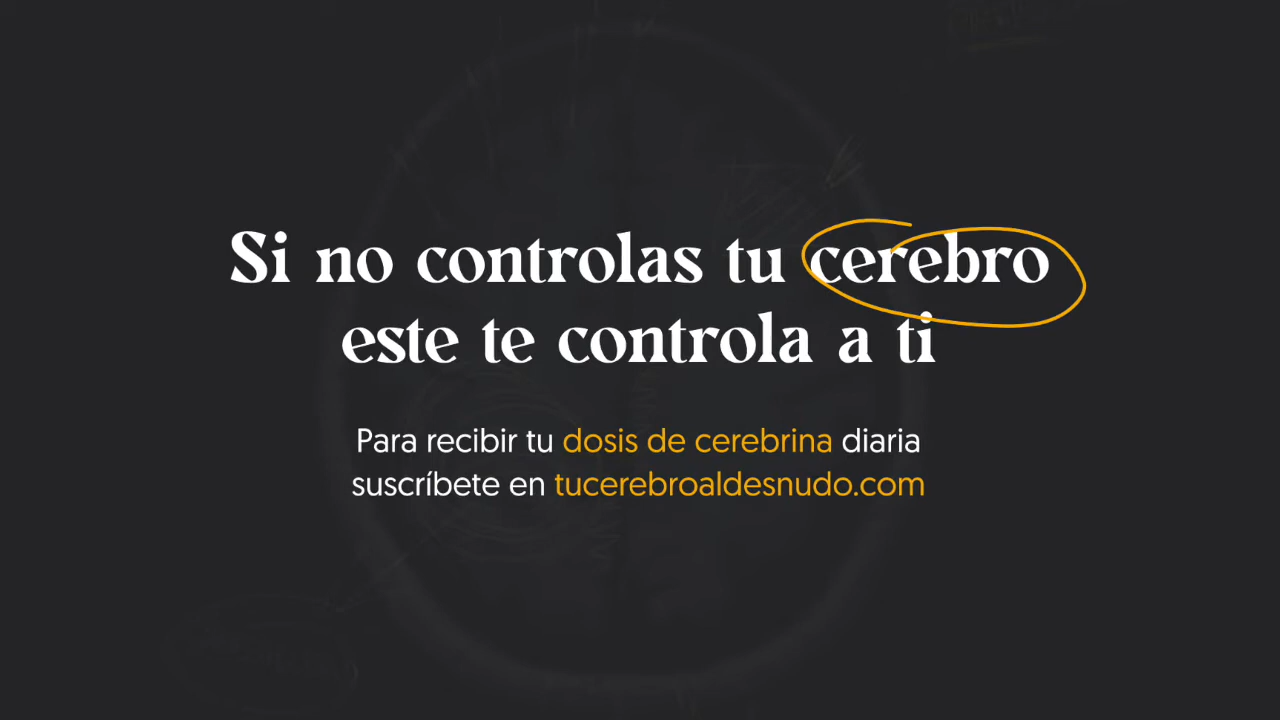 Si no controlas tu cerebro
este te controla a ti
Para recibir tu dosis de cerebrina diaria
suscríbete en tucerebroaldesnudo.com